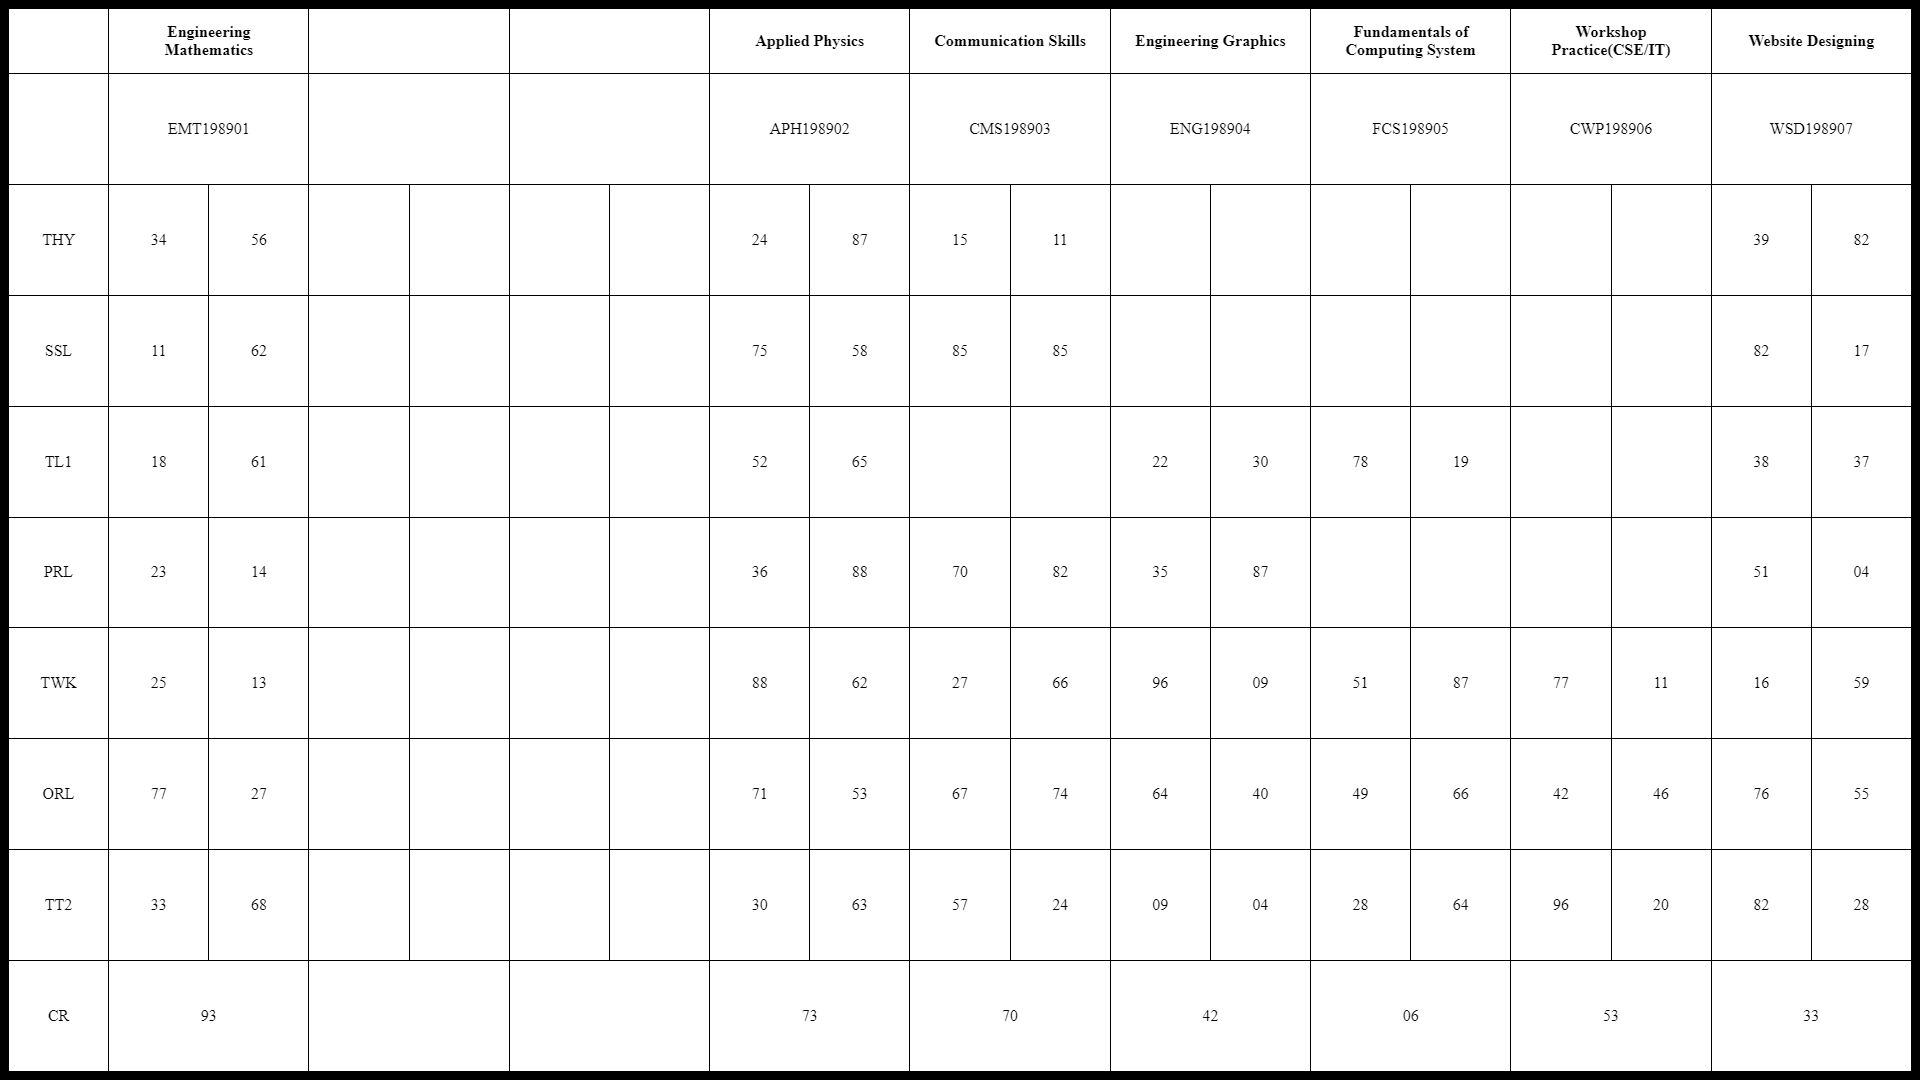 Engineering Mathematics Applied Physics Communication Skills Engineering Graphics Fundamentals of Computing System Workshop Practice(CSE/IT) Website Designing
EMT198901 APH198902 CMS198903 ENG198904 FCS198905 CWP198906 WSD198907
THY 34 56 24 87 15 11 39 82
SSL 11 62 75 58 85 85 82 17
TL1 18 61 52 65 22 30 78 19 38 37
PRL 23 14 36 88 70 82 35 87 51 04
TWK 25 13 88 62 27 66 96 09 51 87 77 11 16 59
ORL 77 27 71 53 67 74 64 40 49 66 42 46 76 55
TT2 33 68 30 63 57 24 09 04 28 64 96 20 82 28
CR 93 73 70 42 06 53 33